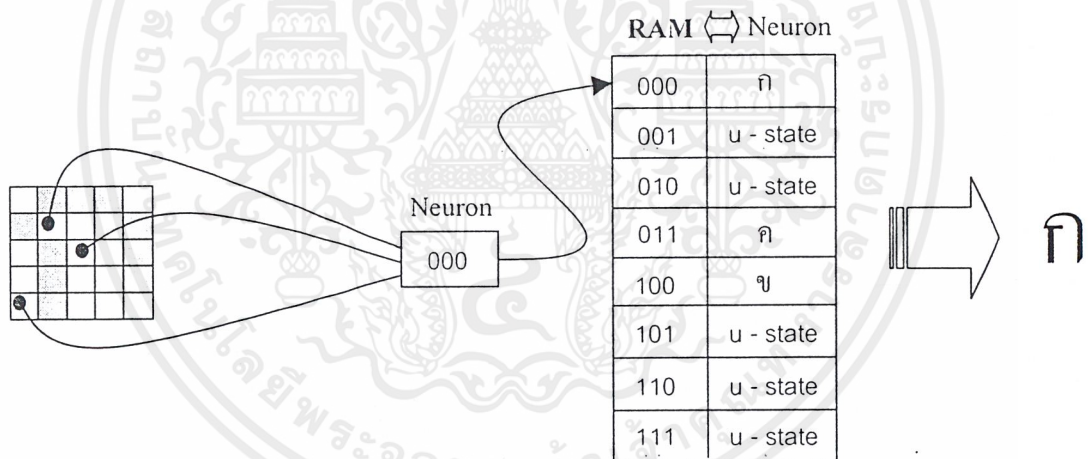 RAM Neuron
000 ก
001 u - state
010 u - state
011 ค
100 ข
101 u - state
110 u - state
111 u - state
Neuron
000
ก